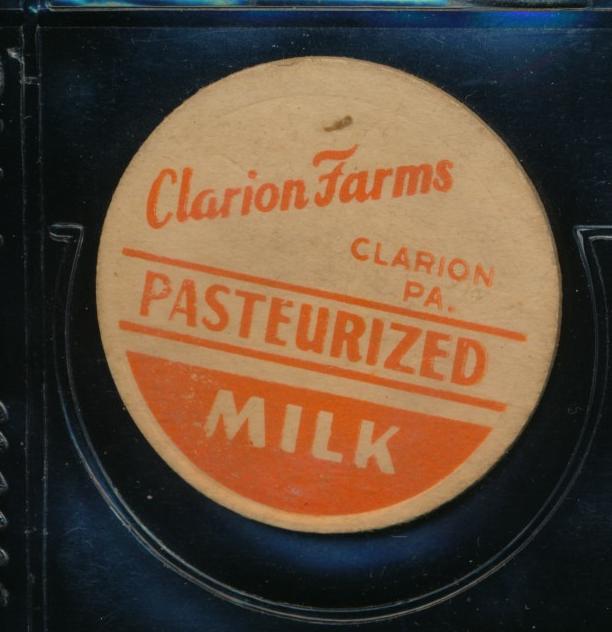 Clarion Farms
CLARION
PA.
PASTEURIZED
MILK